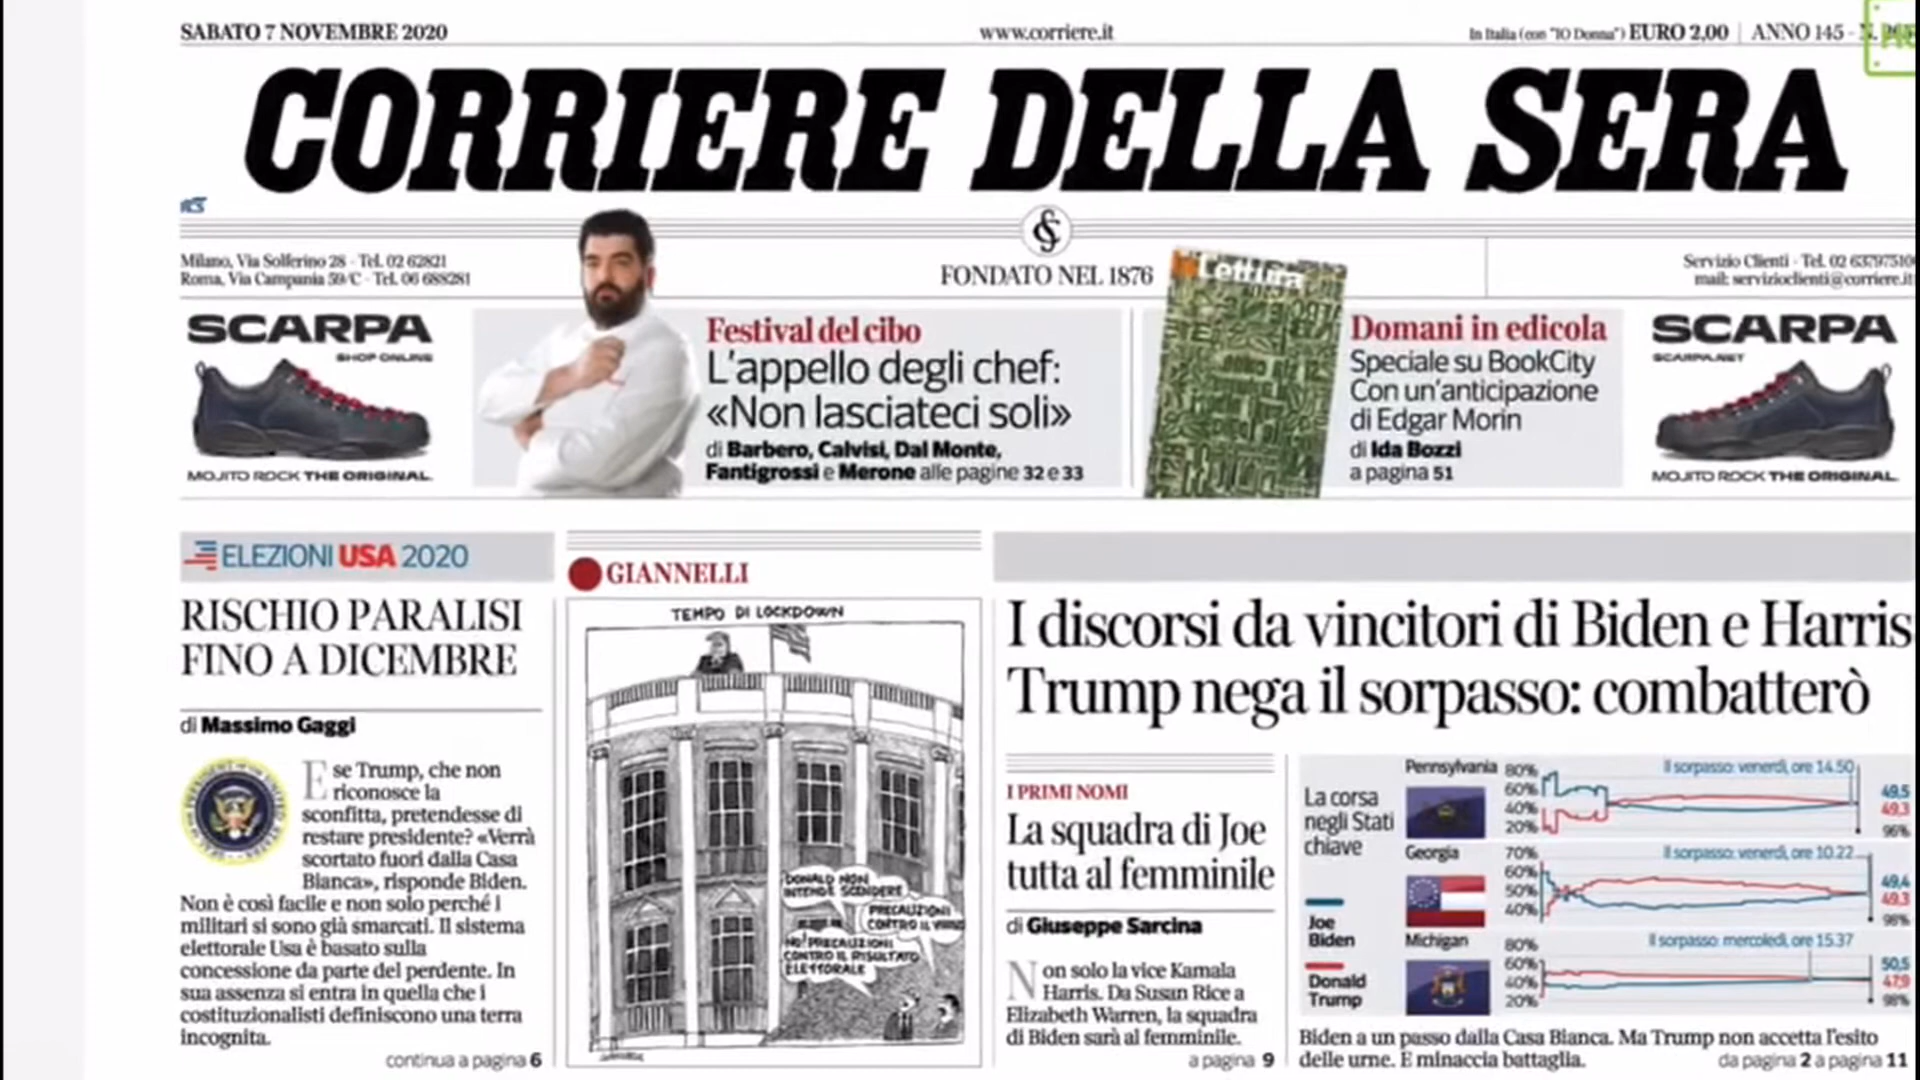 SABATO 7 NOVEMBRE 2020
www.corriere.it
In Italia (con "IO Donna") EURO 2,00 | ANNO 145 - N.
CORRIERE DELLA SERA
RCS
Milano, Via Solferino 28 - Tel. 02 62821
Roma, Via Campania 59/C - Tel. 06 688281
FONDATO NEL 1876
Servizio Clienti - Tel. 02 63797510
mail: servizioclienti@corriere.it
SCARPA
SHOP ONLINE
MOJITO ROCK THE ORIGINAL.
Festival del cibo
L'appello degli chef:
«Non lasciateci soli»
di Barbero, Calvisi, Dal Monte,
Fantigrossi e Merone alle pagine 32 e 33
la Lettura
Domani in edicola
Speciale su BookCity
Con un'anticipazione
di Edgar Morin
di Ida Bozzi
a pagina 51
SCARPA
SCARPA.NET
MOJITO ROCK THE ORIGINAL.
ELEZIONI USA 2020
RISCHIO PARALISI
FINO A DICEMBRE
di Massimo Gaggi
E se Trump, che non
riconosce la
sconfitta, pretendesse di
restare presidente? «Verrà
scortato fuori dalla Casa
Bianca», risponde Biden.
Non è così facile e non solo perché i
militari si sono già smarcati. Il sistema
elettorale Usa è basato sulla
concessione da parte del perdente. In
sua assenza si entra in quella che i
costituzionalisti definiscono una terra
incognita.
continua a pagina 6
GIANNELLI
TEMPO DI LOCKDOWN
DONALD NON
INTENDE SCENDERE
PRECAUZIONI
CONTRO IL VIRUS
NO! PRECAUZIONI
CONTRO IL RISULTATO
ELETTORALE
I discorsi da vincitori di Biden e Harris
Trump nega il sorpasso: combatterò
I PRIMI NOMI
La squadra di Joe
tutta al femminile
di Giuseppe Sarcina
Non solo la vice Kamala
Harris. Da Susan Rice a
Elizabeth Warren, la squadra
di Biden sarà al femminile.
a pagina 9
La corsa
negli Stati
chiave
Joe
Biden
Donald
Trump
Pennsylvania
80%
60%
40%
20%
Il sorpasso: venerdì, ore 14.50
49,5
49,3
96%
Georgia
70%
60%
50%
40%
Il sorpasso: venerdì, ore 10.22
49,4
49,3
98%
Michigan
80%
60%
40%
20%
Il sorpasso: mercoledì, ore 15.37
50,5
47,9
98%
Biden a un passo dalla Casa Bianca. Ma Trump non accetta l'esito
delle urne. E minaccia battaglia.
da pagina 2 a pagina 11